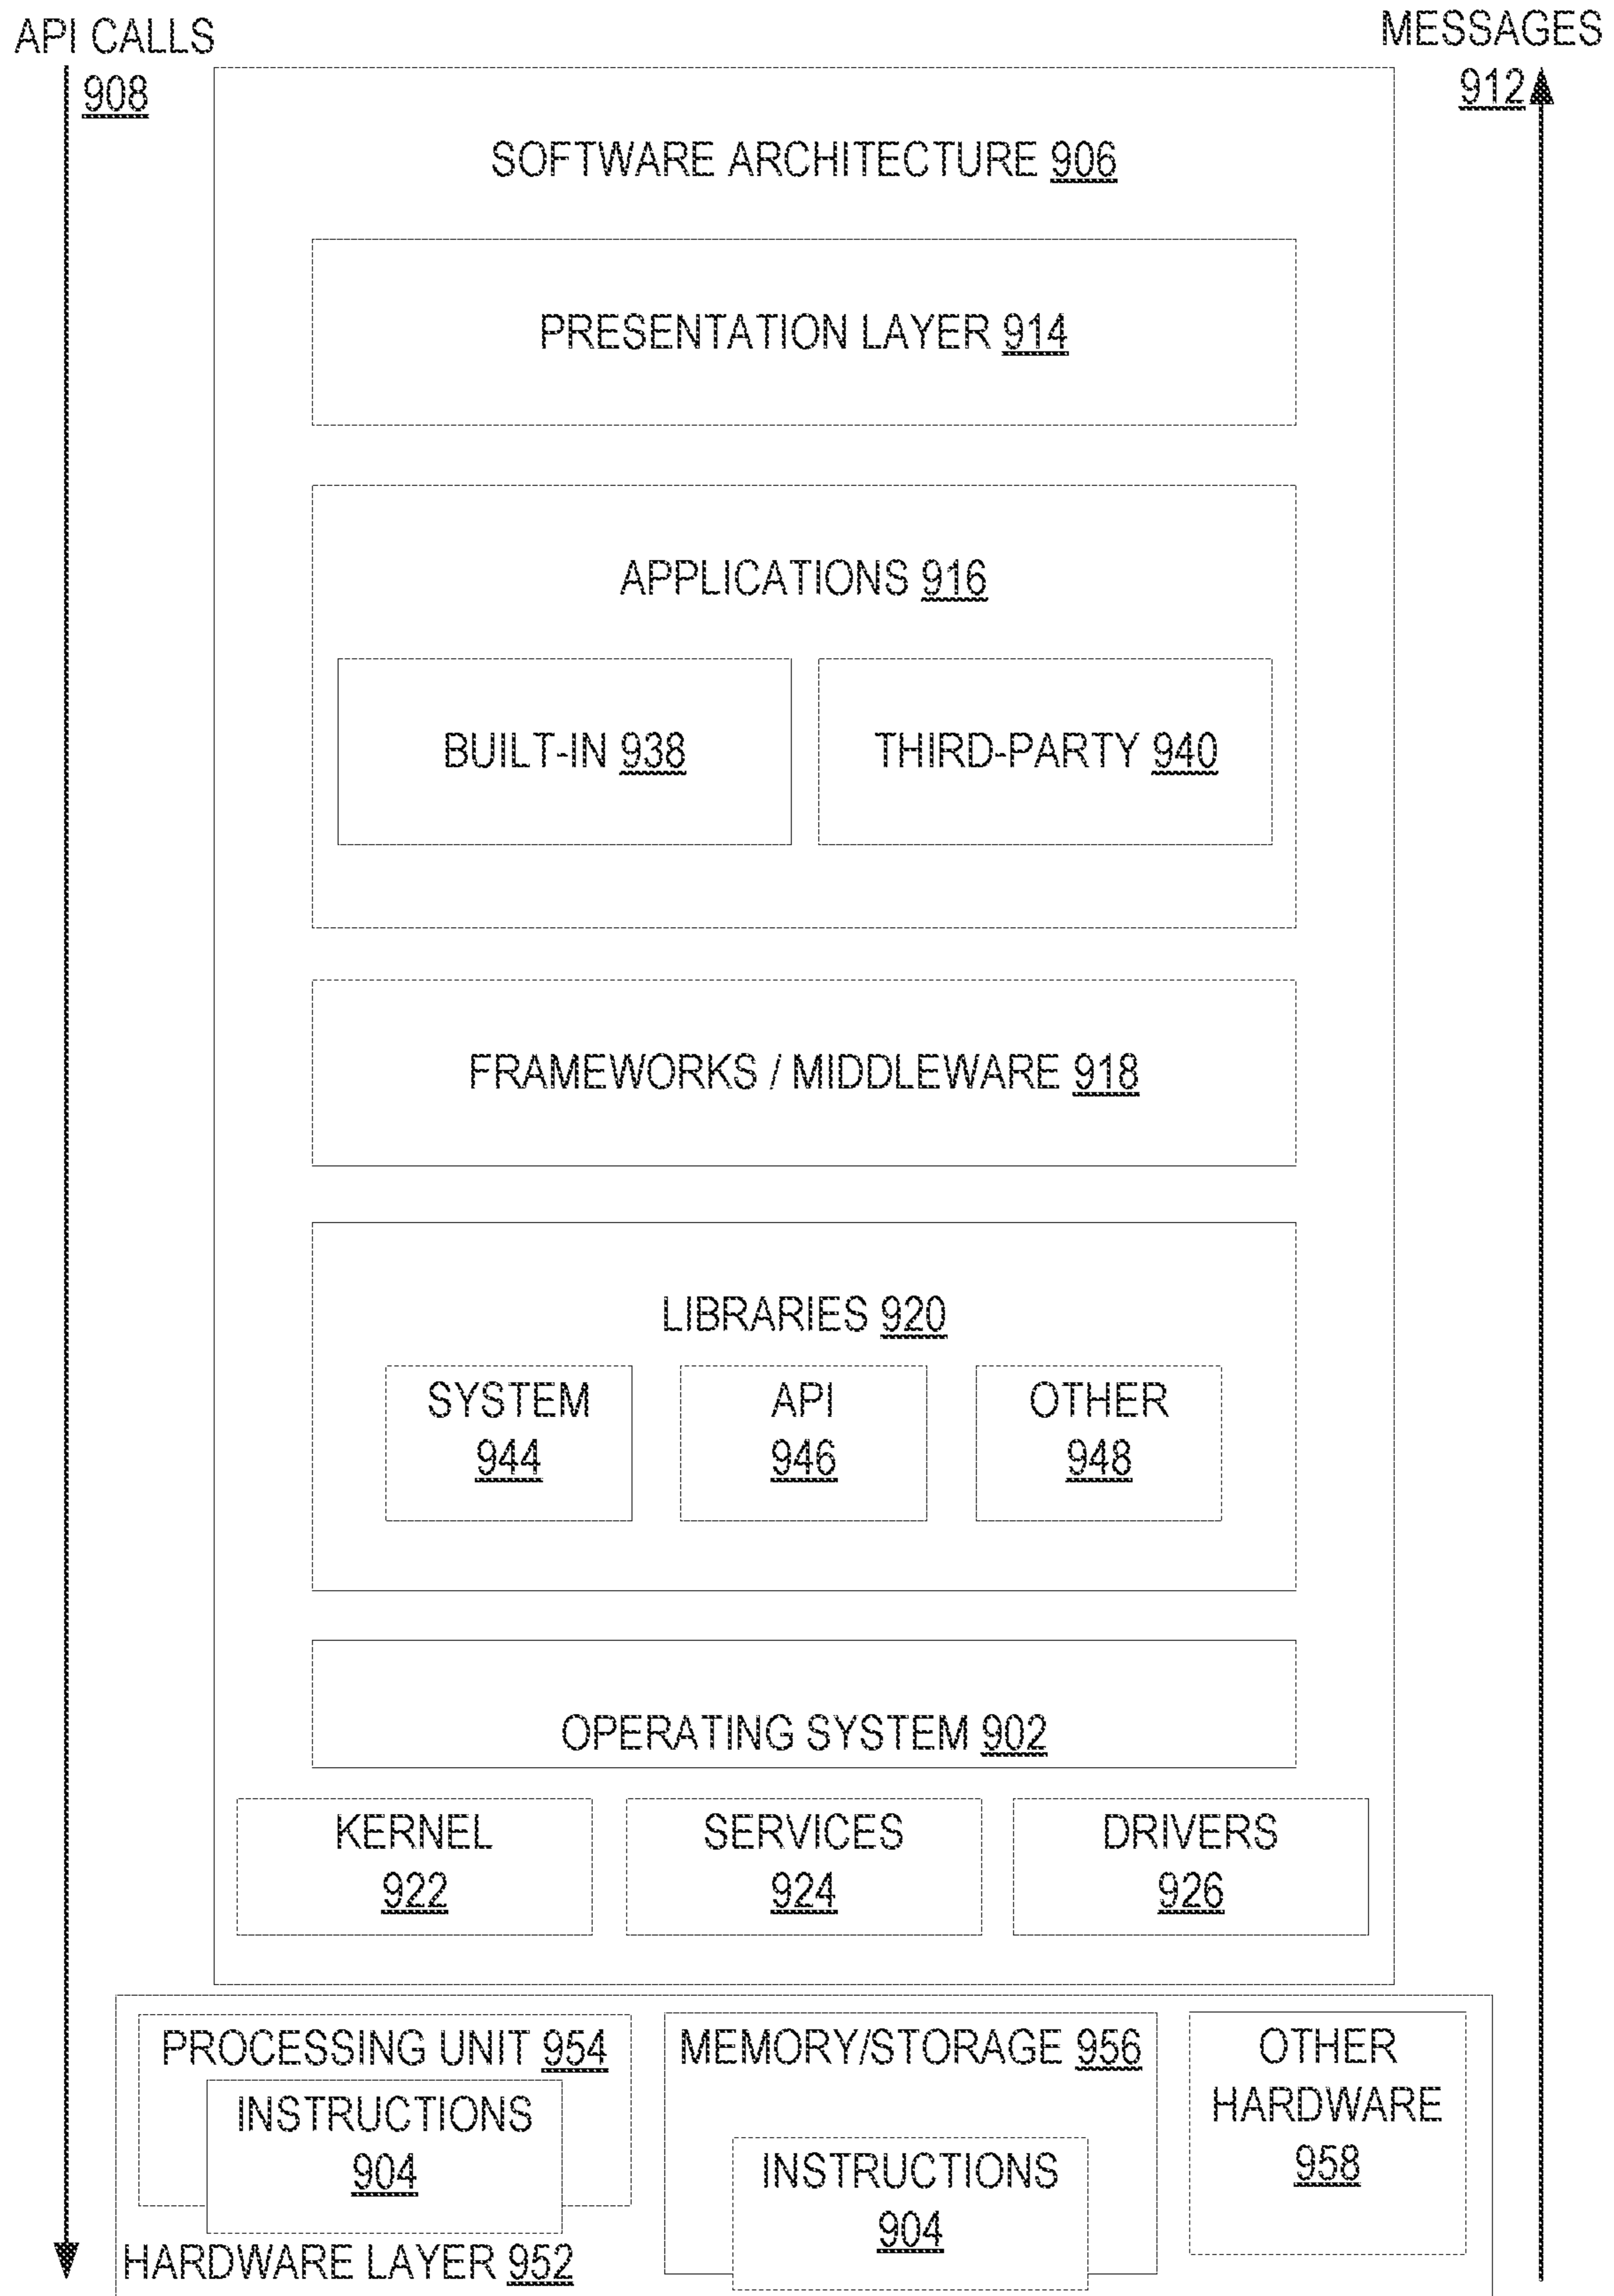 API CALLS
908
MESSAGES
912
SOFTWARE ARCHITECTURE 906
PRESENTATION LAYER 914
APPLICATIONS 916
BUILT-IN 938
THIRD-PARTY 940
FRAMEWORKS / MIDDLEWARE 918
LIBRARIES 920
SYSTEM
944
API
946
OTHER
948
OPERATING SYSTEM 902
KERNEL
922
SERVICES
924
DRIVERS
926
PROCESSING UNIT 954
INSTRUCTIONS
904
MEMORY/STORAGE 956
INSTRUCTIONS
904
OTHER
HARDWARE
958
HARDWARE LAYER 952